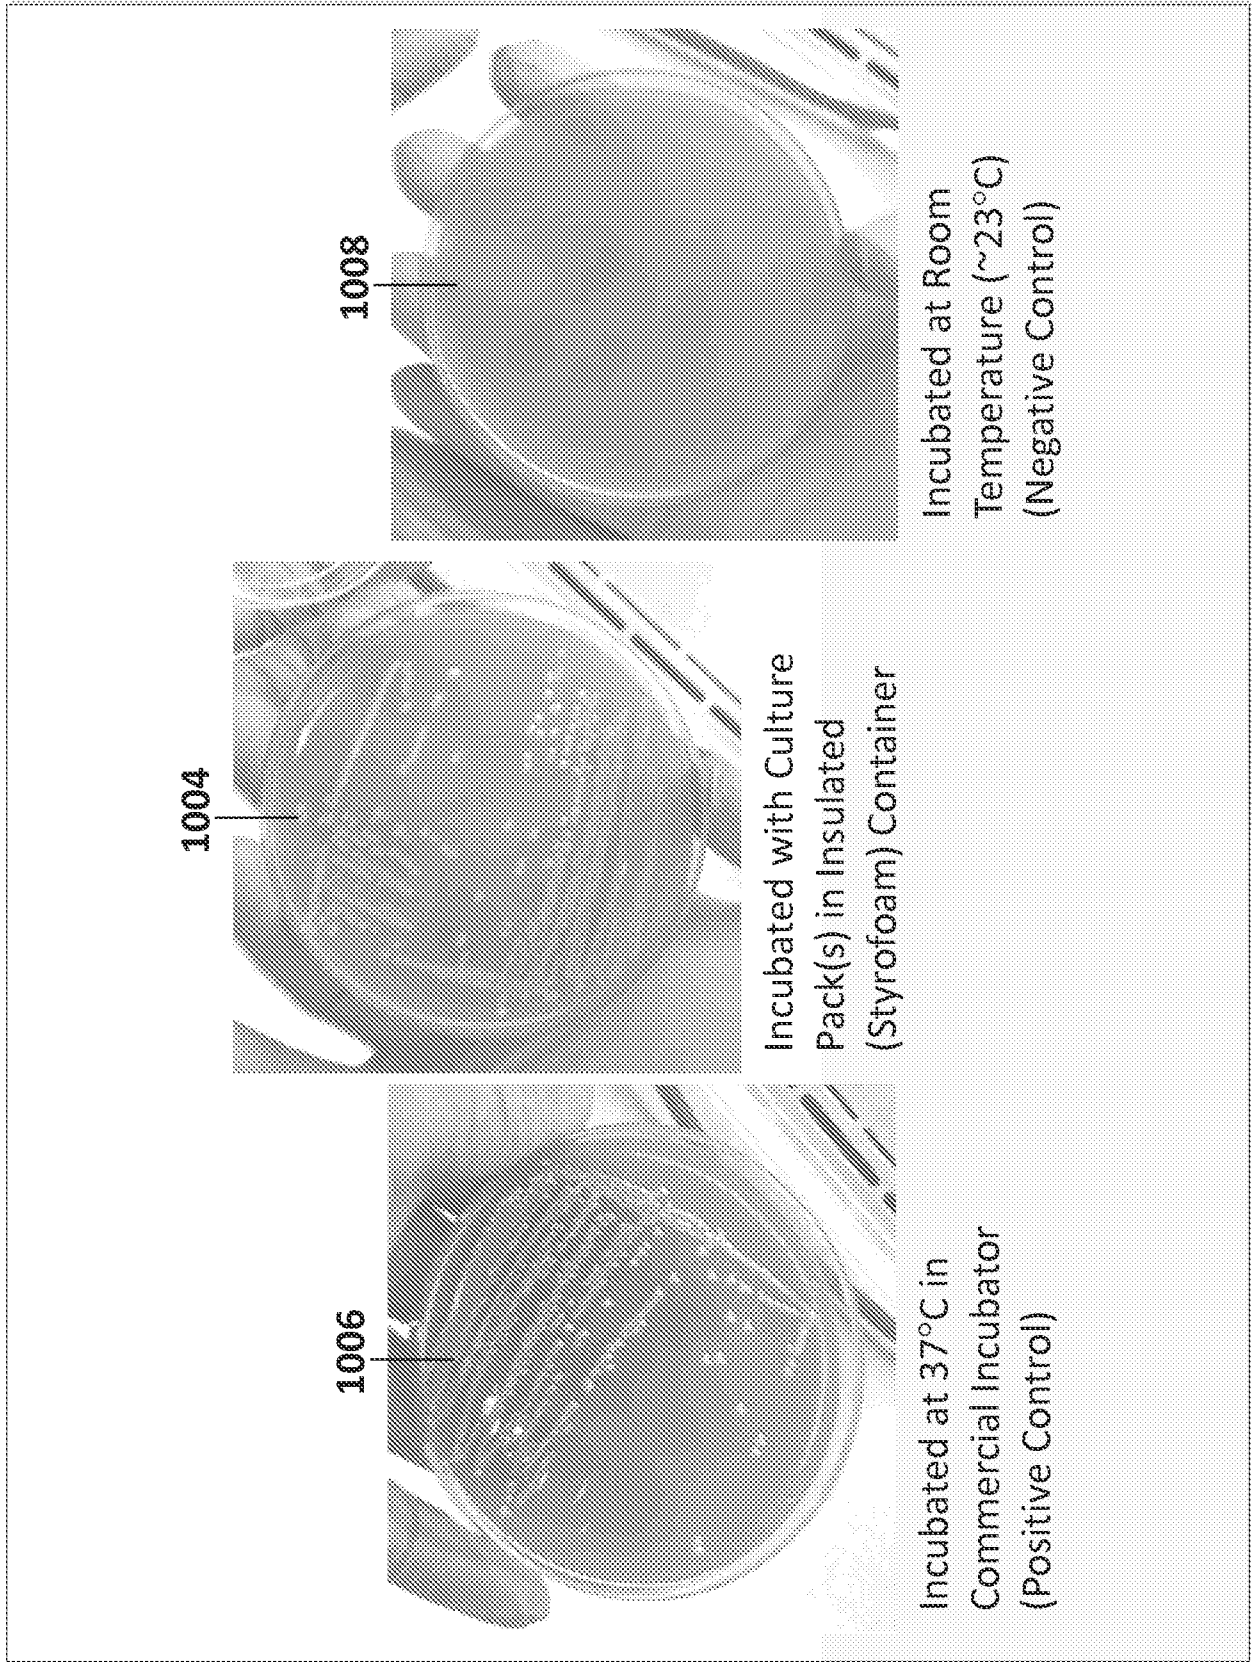 1006
Incubated at 37°C in
Commercial Incubator
(Positive Control)
1004
Incubated with Culture
Pack(s) in Insulated
(Styrofoam) Container
1008
Incubated at Room
Temperature (~23°C)
(Negative Control)